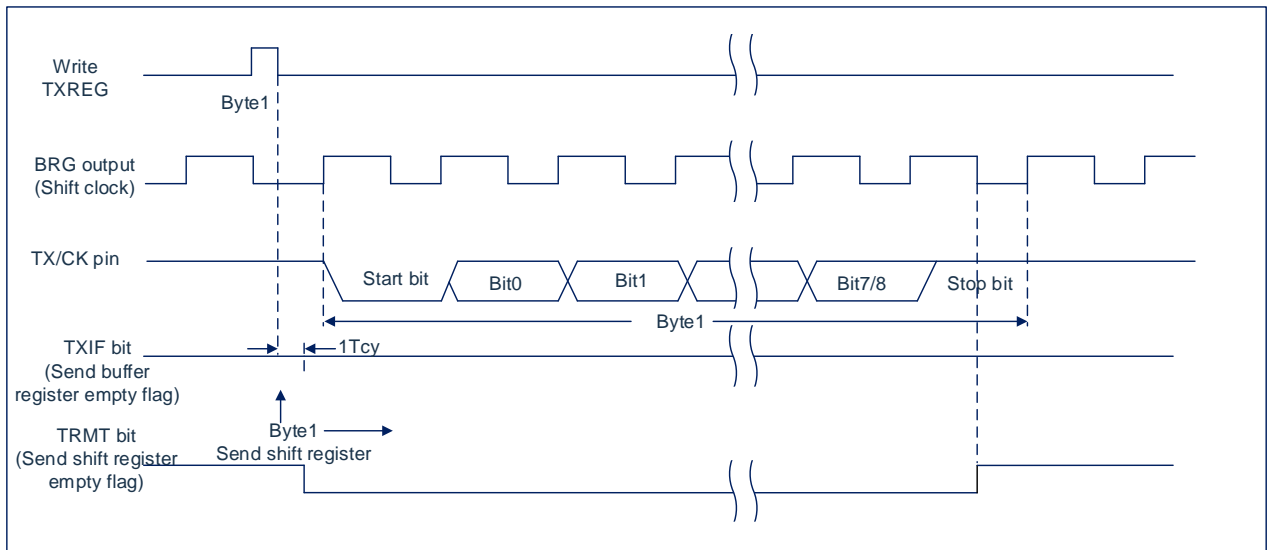 Write
TXREG
Byte1
BRG output
(Shift clock)
TX/CK pin
Start bit
Bit0
Bit1
Bit7/8
Stop bit
Byte1
TXIF bit
(Send buffer
register empty flag)
1Tcy
Byte1
Send shift register
TRMT bit
(Send shift register
empty flag)